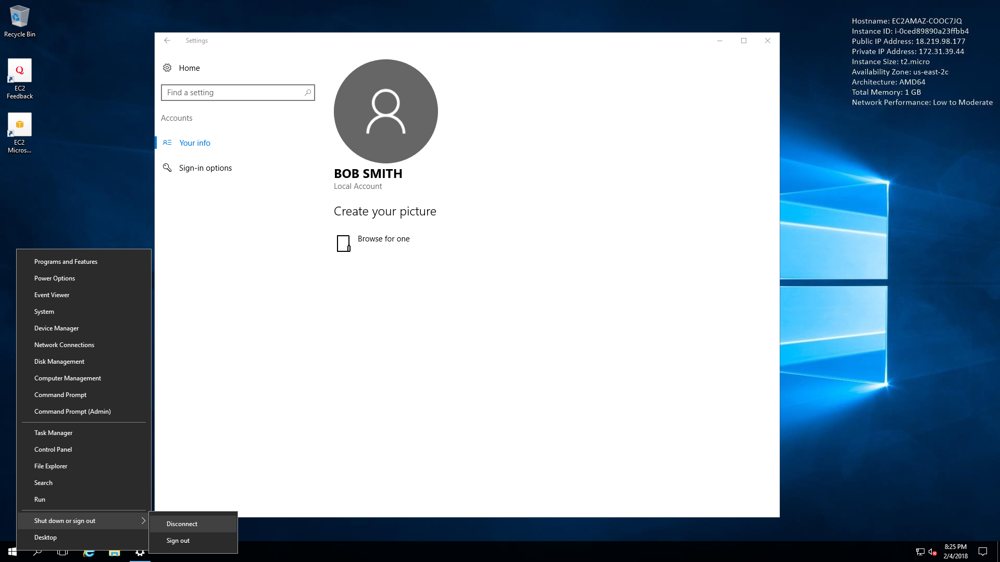 Recycle Bin
EC2
Feedback
EC2
Micros...
Hostname: EC2AMAZ-COOC7JQ
Instance ID: i-0ced89890a23ffbb4
Public IP Address: 18.219.98.177
Private IP Address: 172.31.39.44
Instance Size: t2.micro
Availability Zone: us-east-2c
Architecture: AMD64
Total Memory: 1 GB
Network Performance: Low to Moderate
Settings
Home
Find a setting
Accounts
Your info
Sign-in options
BOB SMITH
Local Account
Create your picture
Browse for one
Programs and Features
Power Options
Event Viewer
System
Device Manager
Network Connections
Disk Management
Computer Management
Command Prompt
Command Prompt (Admin)
Task Manager
Control Panel
File Explorer
Search
Run
Shut down or sign out
Desktop
Disconnect
Sign out
8:25 PM
2/4/2018